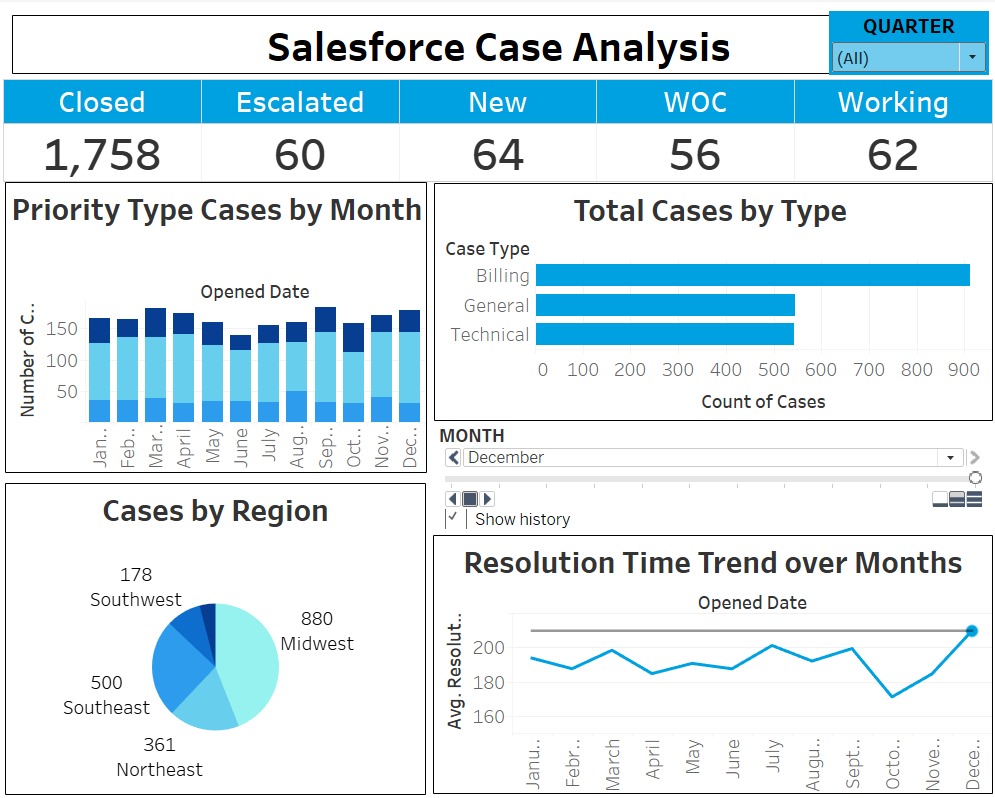 Salesforce Case Analysis
QUARTER
(All)
Closed Escalated New WOC Working
1,758 60 64 56 62
Priority Type Cases by Month
Opened Date
Number of C..
150
100
50
Jan.. Feb.. Mar.. April May June July Aug.. Sep.. Oct.. Nov.. Dec..
Total Cases by Type
Case Type
Billing
General
Technical
0 100 200 300 400 500 600 700 800 900
Count of Cases
MONTH
December
Show history
Cases by Region
178
Southwest
880
Midwest
500
Southeast
361
Northeast
Resolution Time Trend over Months
Opened Date
Avg. Resolut..
200
180
160
Janu.. Febr.. March April May June July Augu.. Sept.. Octo.. Nove.. Dece..